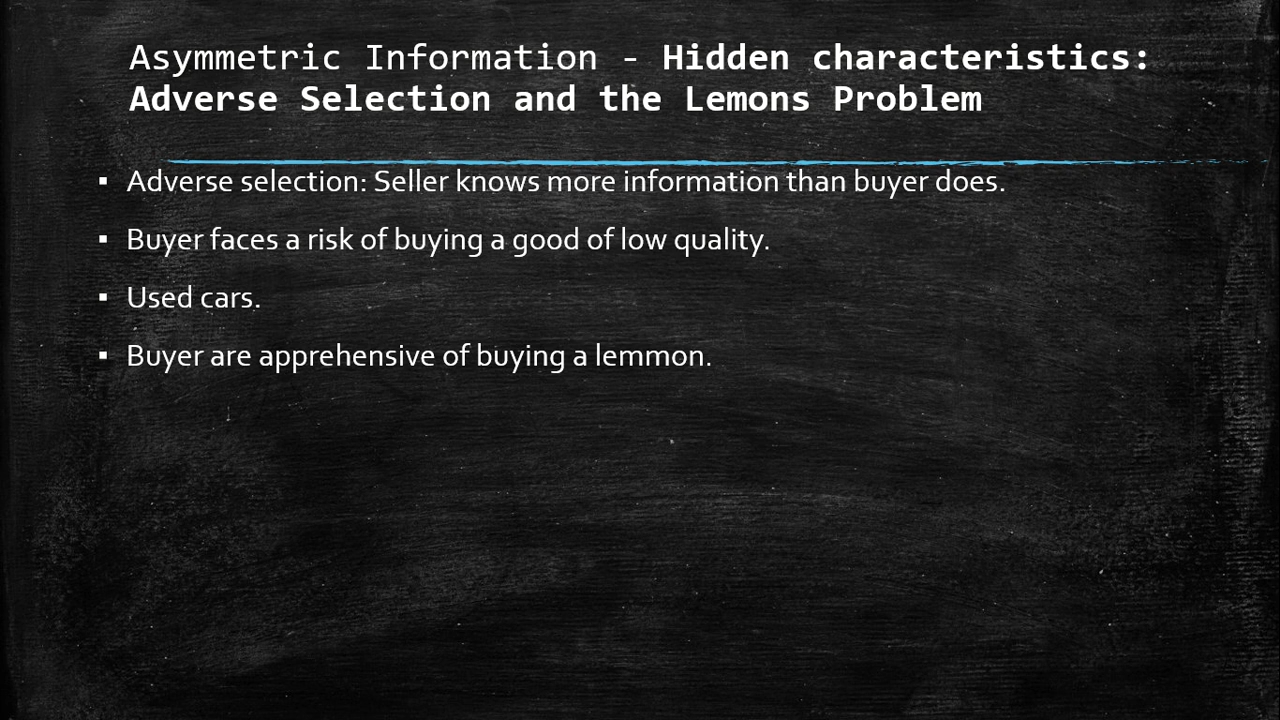 Asymmetric Information - Hidden characteristics:
Adverse Selection and the Lemons Problem
▪ Adverse selection: Seller knows more information than buyer does.
▪ Buyer faces a risk of buying a good of low quality.
▪ Used cars.
▪ Buyer are apprehensive of buying a lemmon.